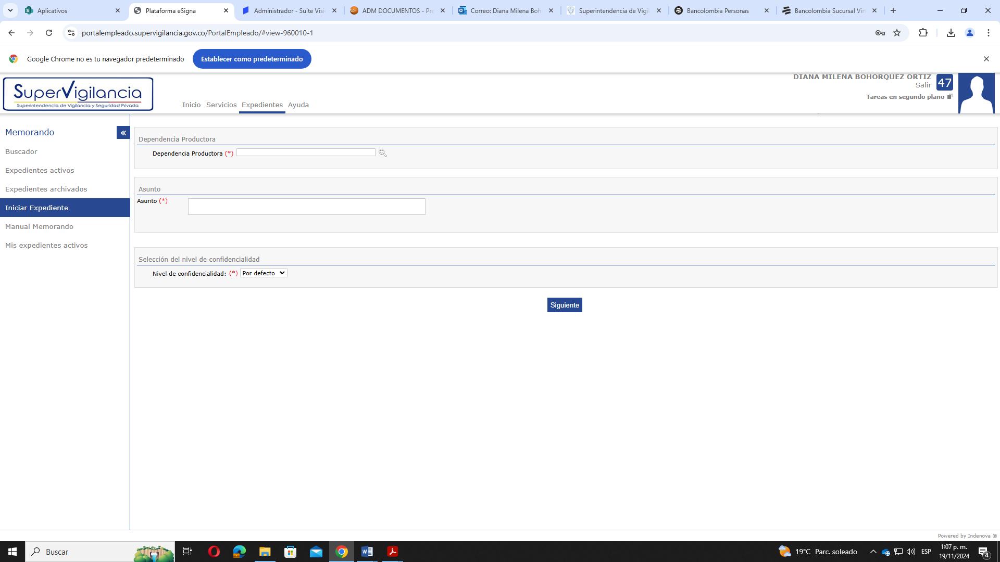 Aplicativos
Plataforma eSigna
Administrador - Suite Visi
ADM DOCUMENTOS - Pre
Correo: Diana Milena Boh
Superintendencia de Vigil
Bancolombia Personas
Bancolombia Sucursal Virt
portalempleado.supervigilancia.gov.co/PortalEmpleado/#view-960010-1
Google Chrome no es tu navegador predeterminado
Establecer como predeterminado
SuperVigilancia
Superintendencia de Vigilancia y Seguridad Privada
Inicio Servicios Expedientes Ayuda
DIANA MILENA BOHORQUEZ ORTIZ
Salir
47
Tareas en segundo plano
Memorando
«
Buscador
Expedientes activos
Expedientes archivados
Iniciar Expediente
Manual Memorando
Mis expedientes activos
Dependencia Productora
Dependencia Productora (*)
Asunto
Asunto (*)
Selección del nivel de confidencialidad
Nivel de confidencialidad: (*) Por defecto
Siguiente
Powered by Indenova ®
Buscar
19°C Parc. soleado
ESP
1:07 p. m.
19/11/2024
4